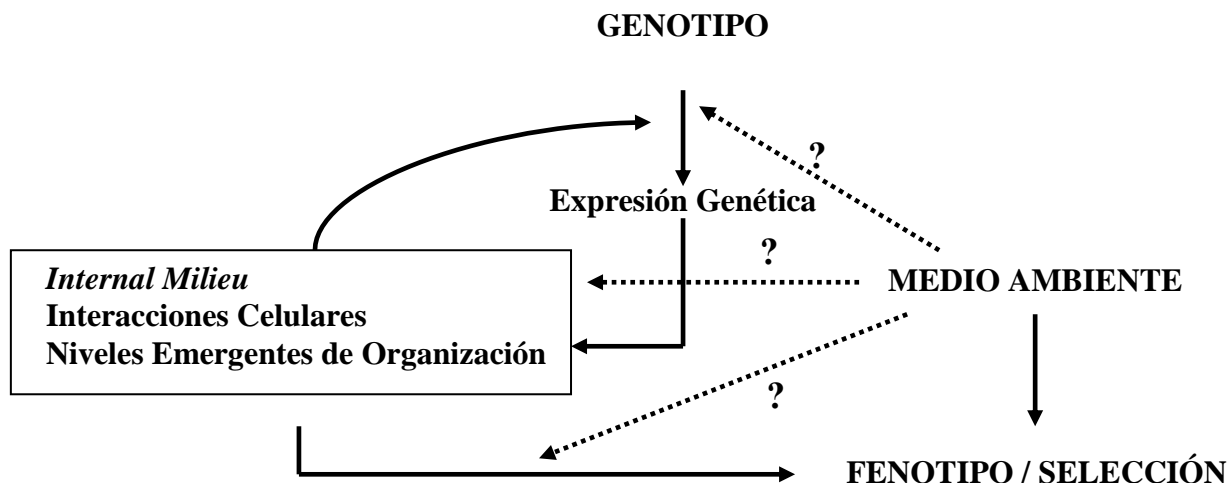 GENOTIPO
?
Expresión Genética
?
Internal Milieu
MEDIO AMBIENTE
Interacciones Celulares
Niveles Emergentes de Organización
?
FENOTIPO / SELECCIÓN